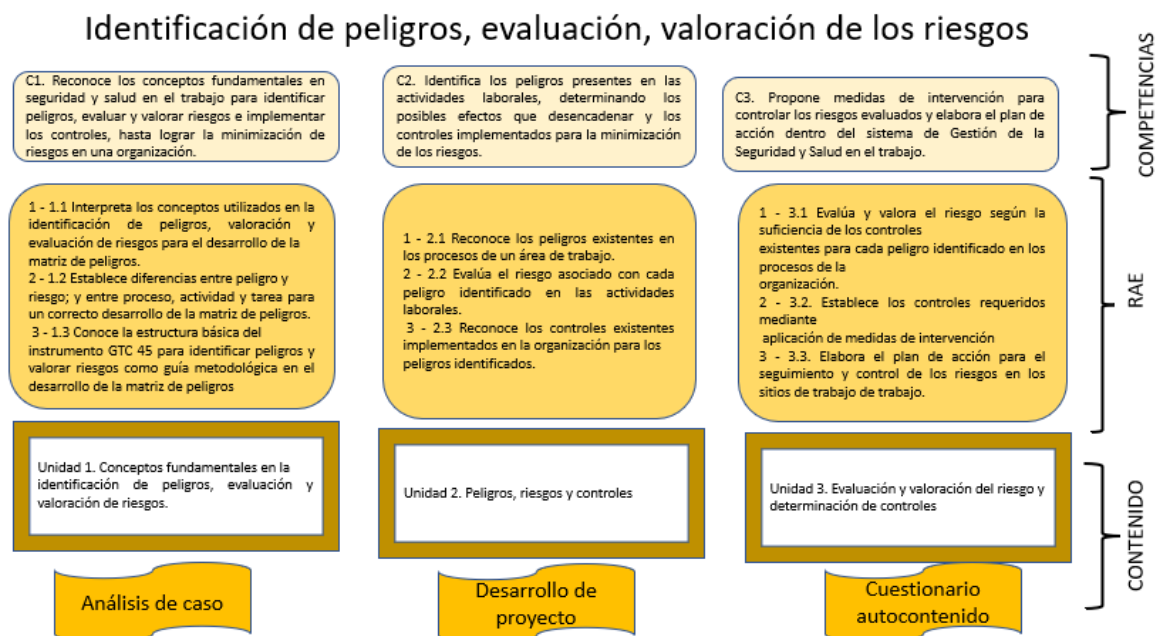 Identificación de peligros, evaluación, valoración de los riesgos
C1. Reconoce los conceptos fundamentales en
seguridad y salud en el trabajo para identificar
peligros, evaluar y valorar riesgos e implementar
los controles, hasta lograr la minimización de
riesgos en una organización.
C2. Identifica los peligros presentes en las
actividades laborales, determinando los
posibles efectos que desencadenan y los
controles implementados para la minimización
de los riesgos.
C3. Propone medidas de intervención para
controlar los riesgos evaluados y elabora el plan de
acción dentro del sistema de Gestión de la
Seguridad y Salud en el trabajo.
COMPETENCIAS
1 - 1.1 Interpreta los conceptos utilizados en la
identificación de peligros, valoración y
evaluación de riesgos para el desarrollo de la
matriz de peligros.
2 - 1.2 Establece diferencias entre peligro y
riesgo; y entre proceso, actividad y tarea para
un correcto desarrollo de la matriz de peligros.
3 - 1.3 Conoce la estructura básica del
instrumento GTC 45 para identificar peligros y
valorar riesgos como guía metodológica en el
desarrollo de la matriz de peligros
1 - 2.1 Reconoce los peligros existentes en
los procesos de un área de trabajo.
2 - 2.2 Evalúa el riesgo asociado con cada
peligro identificado en las actividades
laborales.
3 - 2.3 Reconoce los controles existentes
implementados en la organización para los
peligros identificados.
1 - 3.1 Evalúa y valora el riesgo según la
suficiencia de los controles
existentes para cada peligro identificado en los
procesos de la
organización.
2 - 3.2. Establece los controles requeridos
mediante
aplicación de medidas de intervención
3 - 3.3. Elabora el plan de acción para el
seguimiento y control de los riesgos en los
sitios de trabajo de trabajo.
RAE
Unidad 1. Conceptos fundamentales en la
identificación de peligros, evaluación y
valoración de riesgos.
Unidad 2. Peligros, riesgos y controles
Unidad 3. Evaluación y valoración del riesgo y
determinación de controles
CONTENIDO
Análisis de caso
Desarrollo de
proyecto
Cuestionario
autocontenido